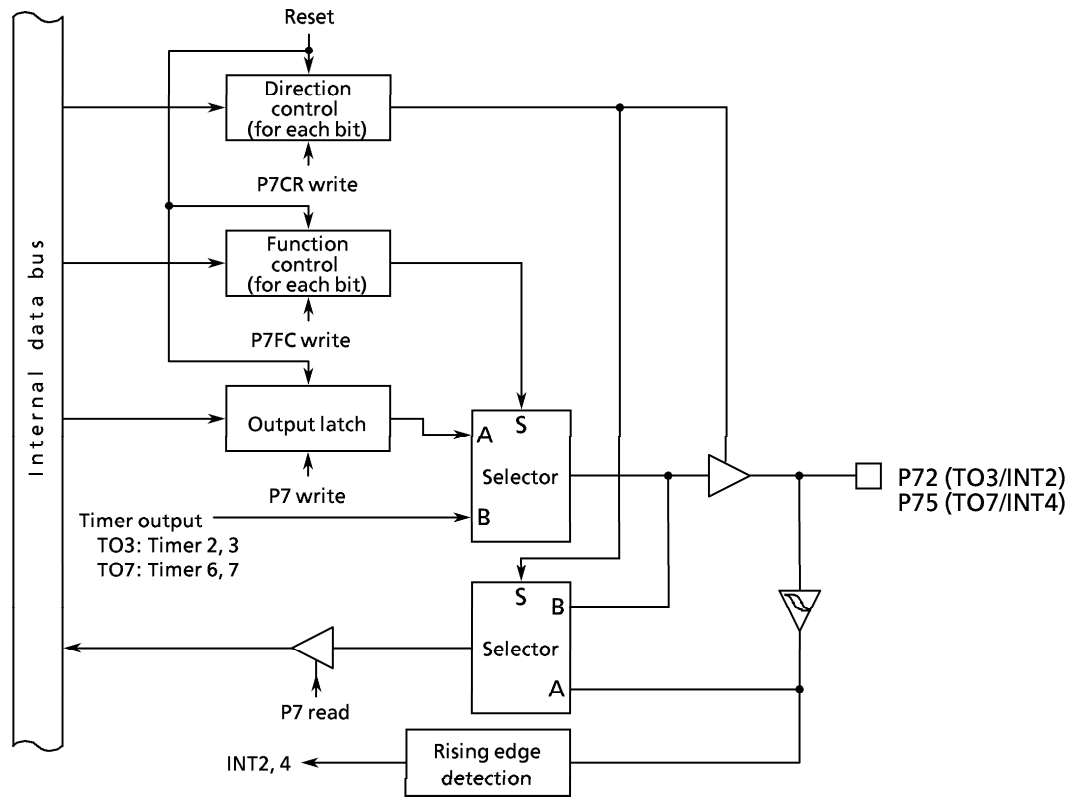 Reset
Direction
control
(for each bit)
P7CR write
Function
control
(for each bit)
P7FC write
Internal data bus
Output latch
A
S
Selector
B
P7 write
Timer output
TO3: Timer 2, 3
TO7: Timer 6, 7
P72 (TO3/INT2)
P75 (TO7/INT4)
S
B
Selector
A
P7 read
INT2, 4
Rising edge
detection